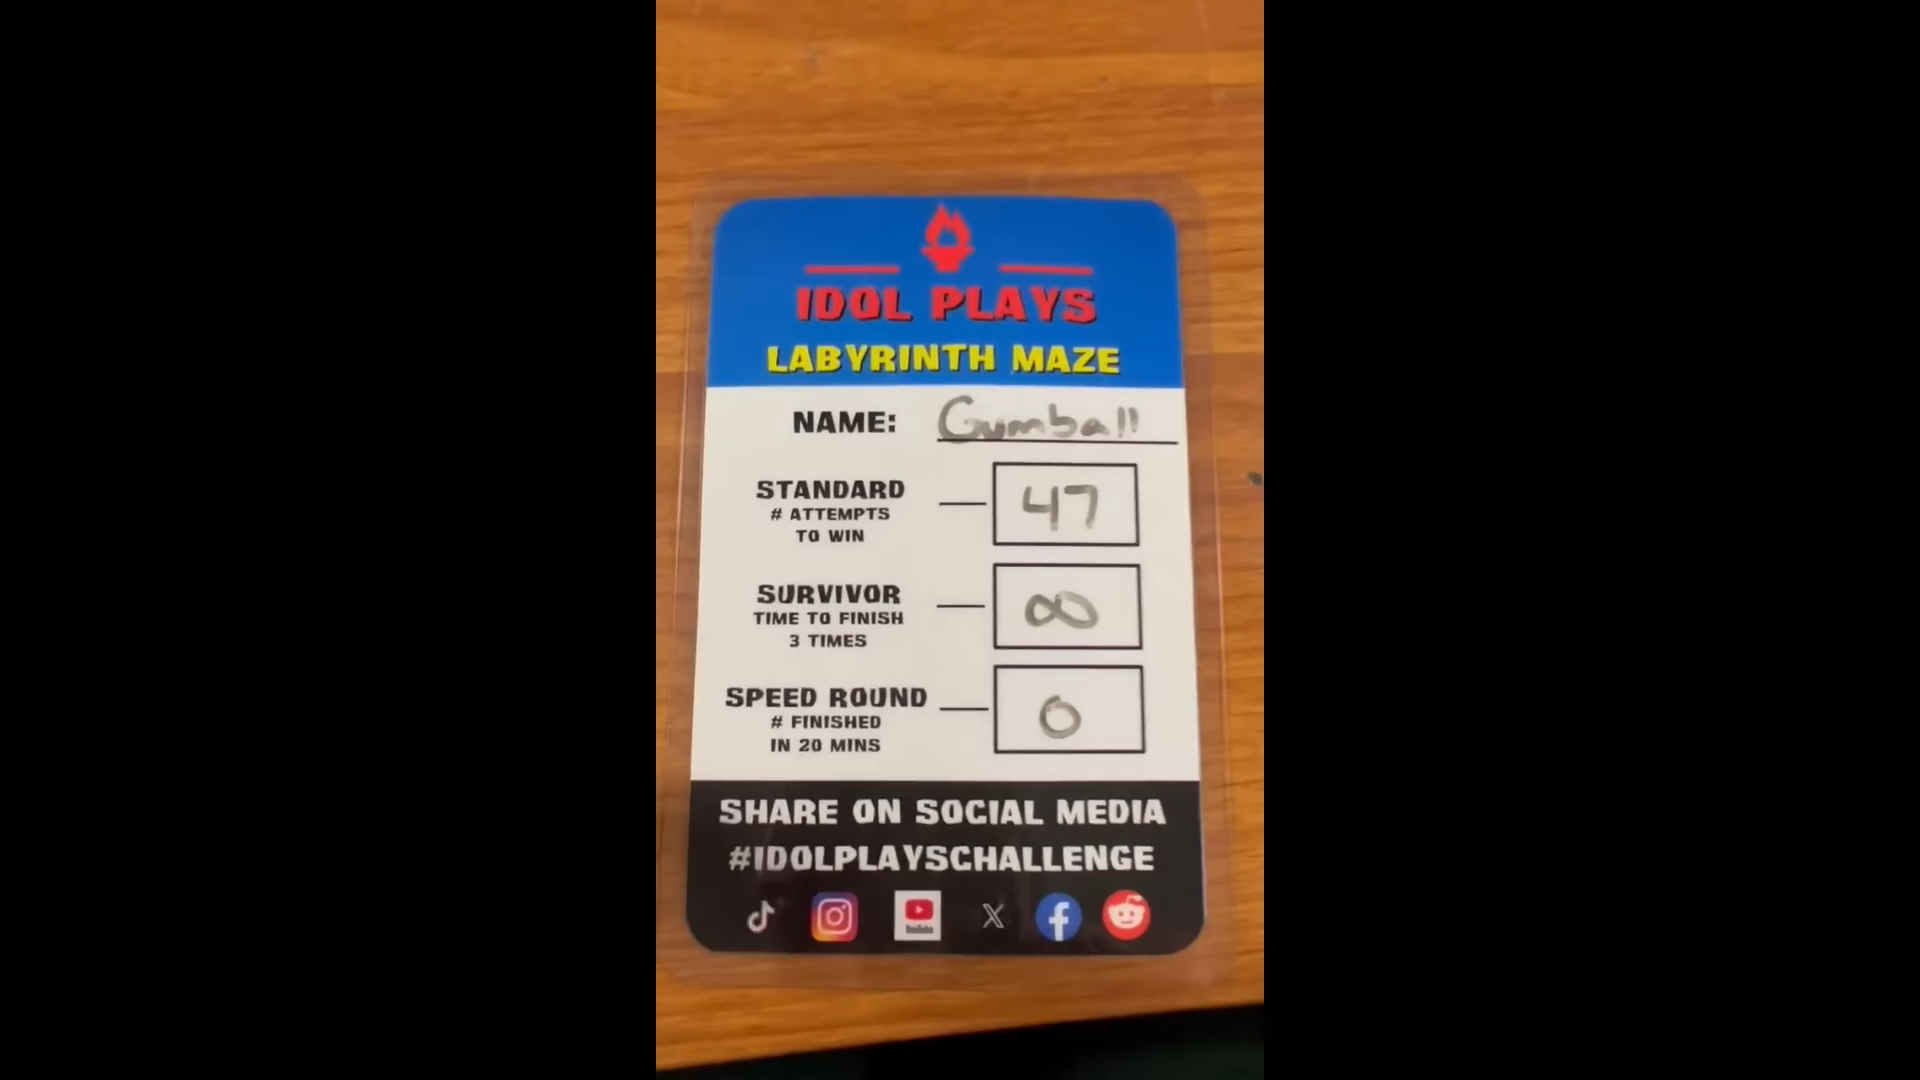 IDOL PLAYS
LABYRINTH MAZE
NAME: Gumball
STANDARD
# ATTEMPTS
TO WIN
47
SURVIVOR
TIME TO FINISH
3 TIMES
∞
SPEED ROUND
# FINISHED
IN 20 MINS
0
SHARE ON SOCIAL MEDIA
#IDOLPLAYSCHALLENGE
YouTube